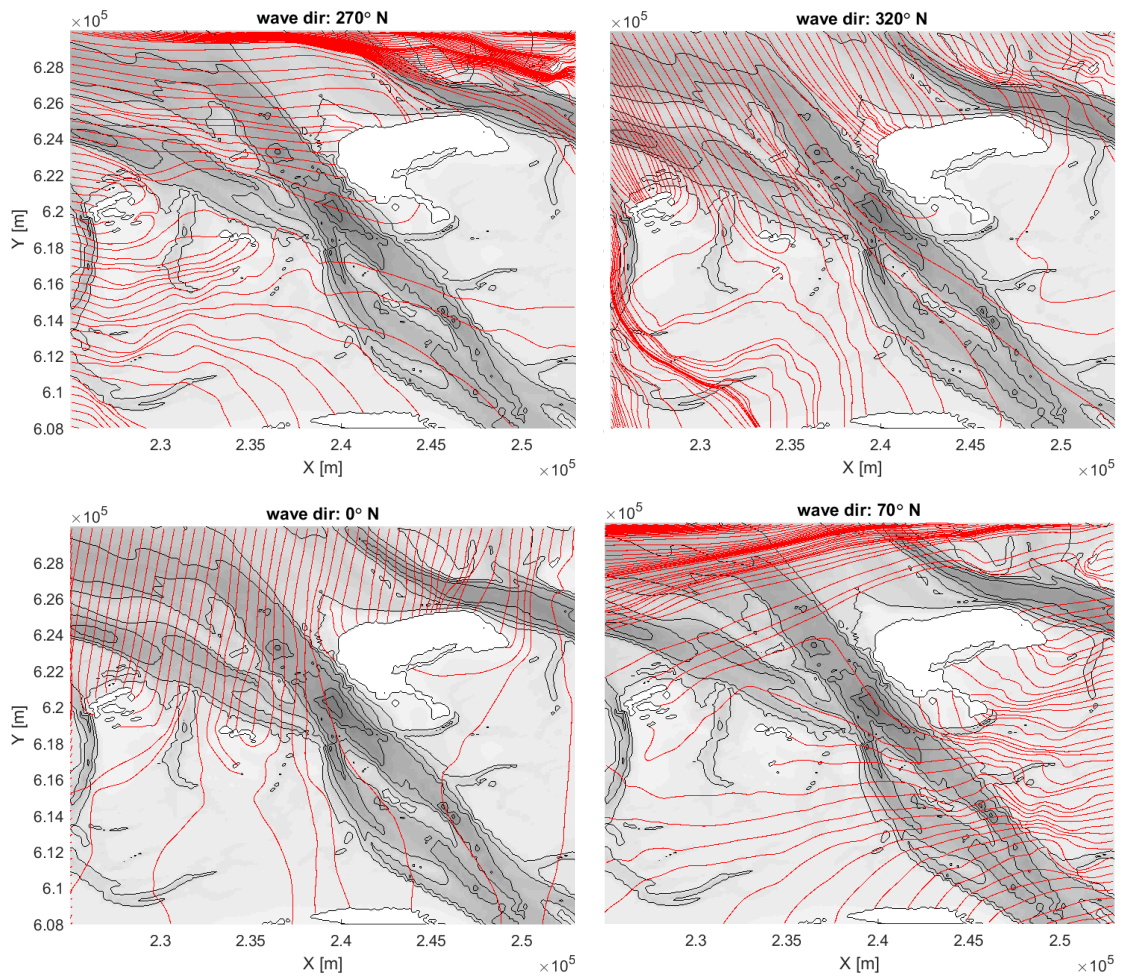 wave dir: 270° N
×10⁵
6.28
6.26
6.24
6.22
6.2
6.18
6.16
6.14
6.12
6.1
6.08
Y [m]
2.3 2.35 2.4 2.45 2.5
X [m]
×10⁵
wave dir: 320° N
×10⁵
2.3 2.35 2.4 2.45 2.5
X [m]
×10⁵
wave dir: 0° N
×10⁵
6.28
6.26
6.24
6.22
6.2
6.18
6.16
6.14
6.12
6.1
6.08
Y [m]
2.3 2.35 2.4 2.45 2.5
X [m]
×10⁵
wave dir: 70° N
×10⁵
2.3 2.35 2.4 2.45 2.5
X [m]
×10⁵